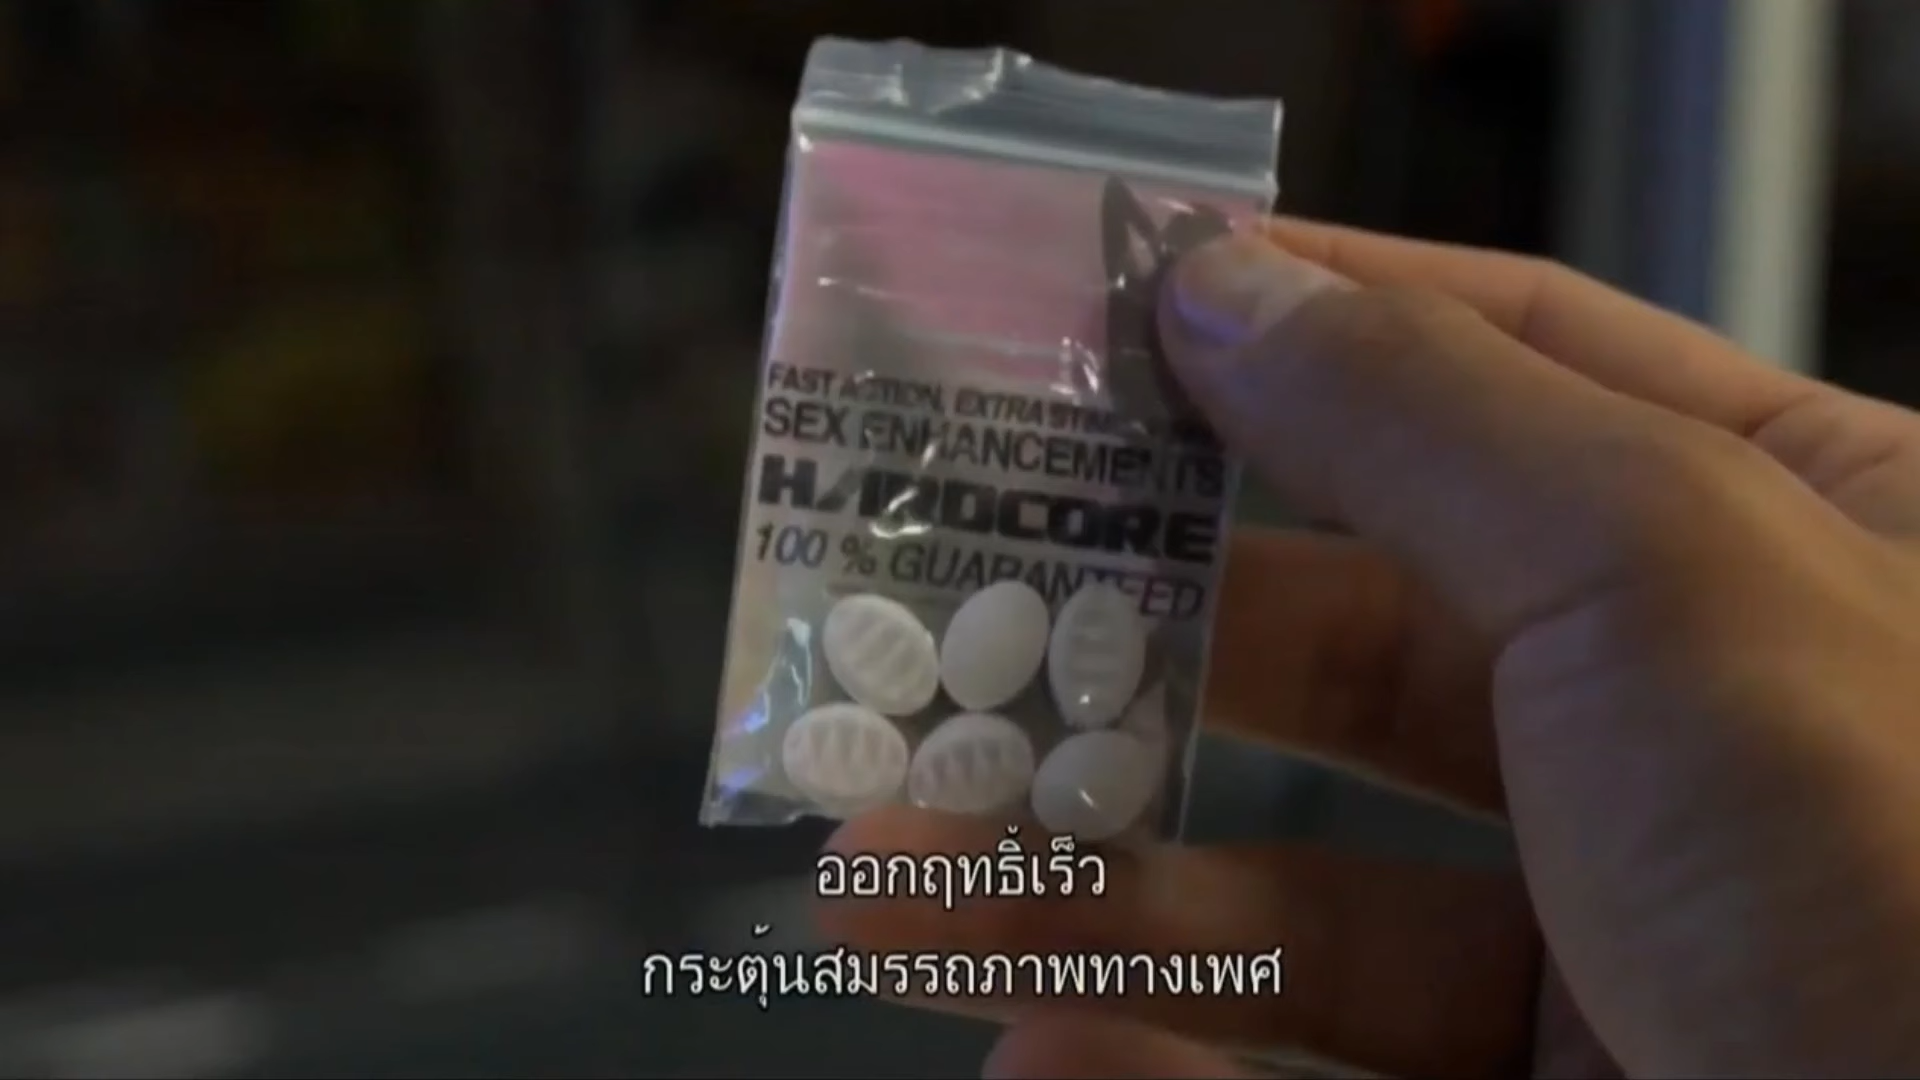 FAST ACTION, EXTRA
SEX ENHANCEMENTS
HARDCORE
100 % GUARANTEED
ออกฤทธิ์เร็ว
กระตุ้นสมรรถภาพทางเพศ